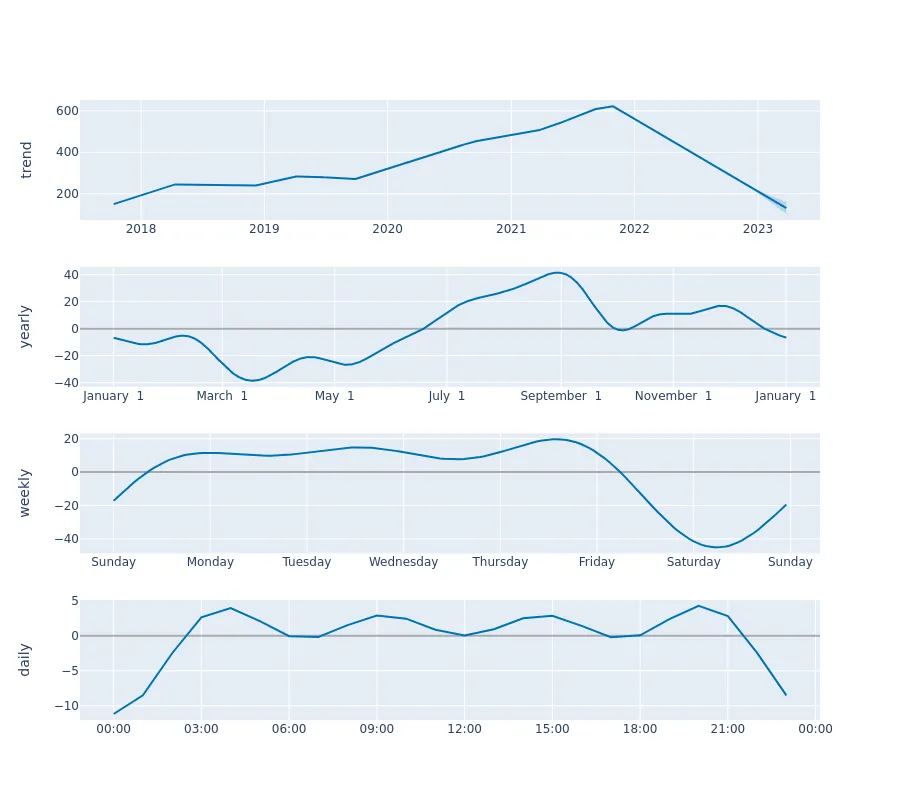 trend
600
400
200
2018 2019 2020 2021 2022 2023
yearly
40
20
0
−20
−40
January 1 March 1 May 1 July 1 September 1 November 1 January 1
weekly
20
0
−20
−40
Sunday Monday Tuesday Wednesday Thursday Friday Saturday Sunday
daily
5
0
−5
−10
00:00 03:00 06:00 09:00 12:00 15:00 18:00 21:00 00:00